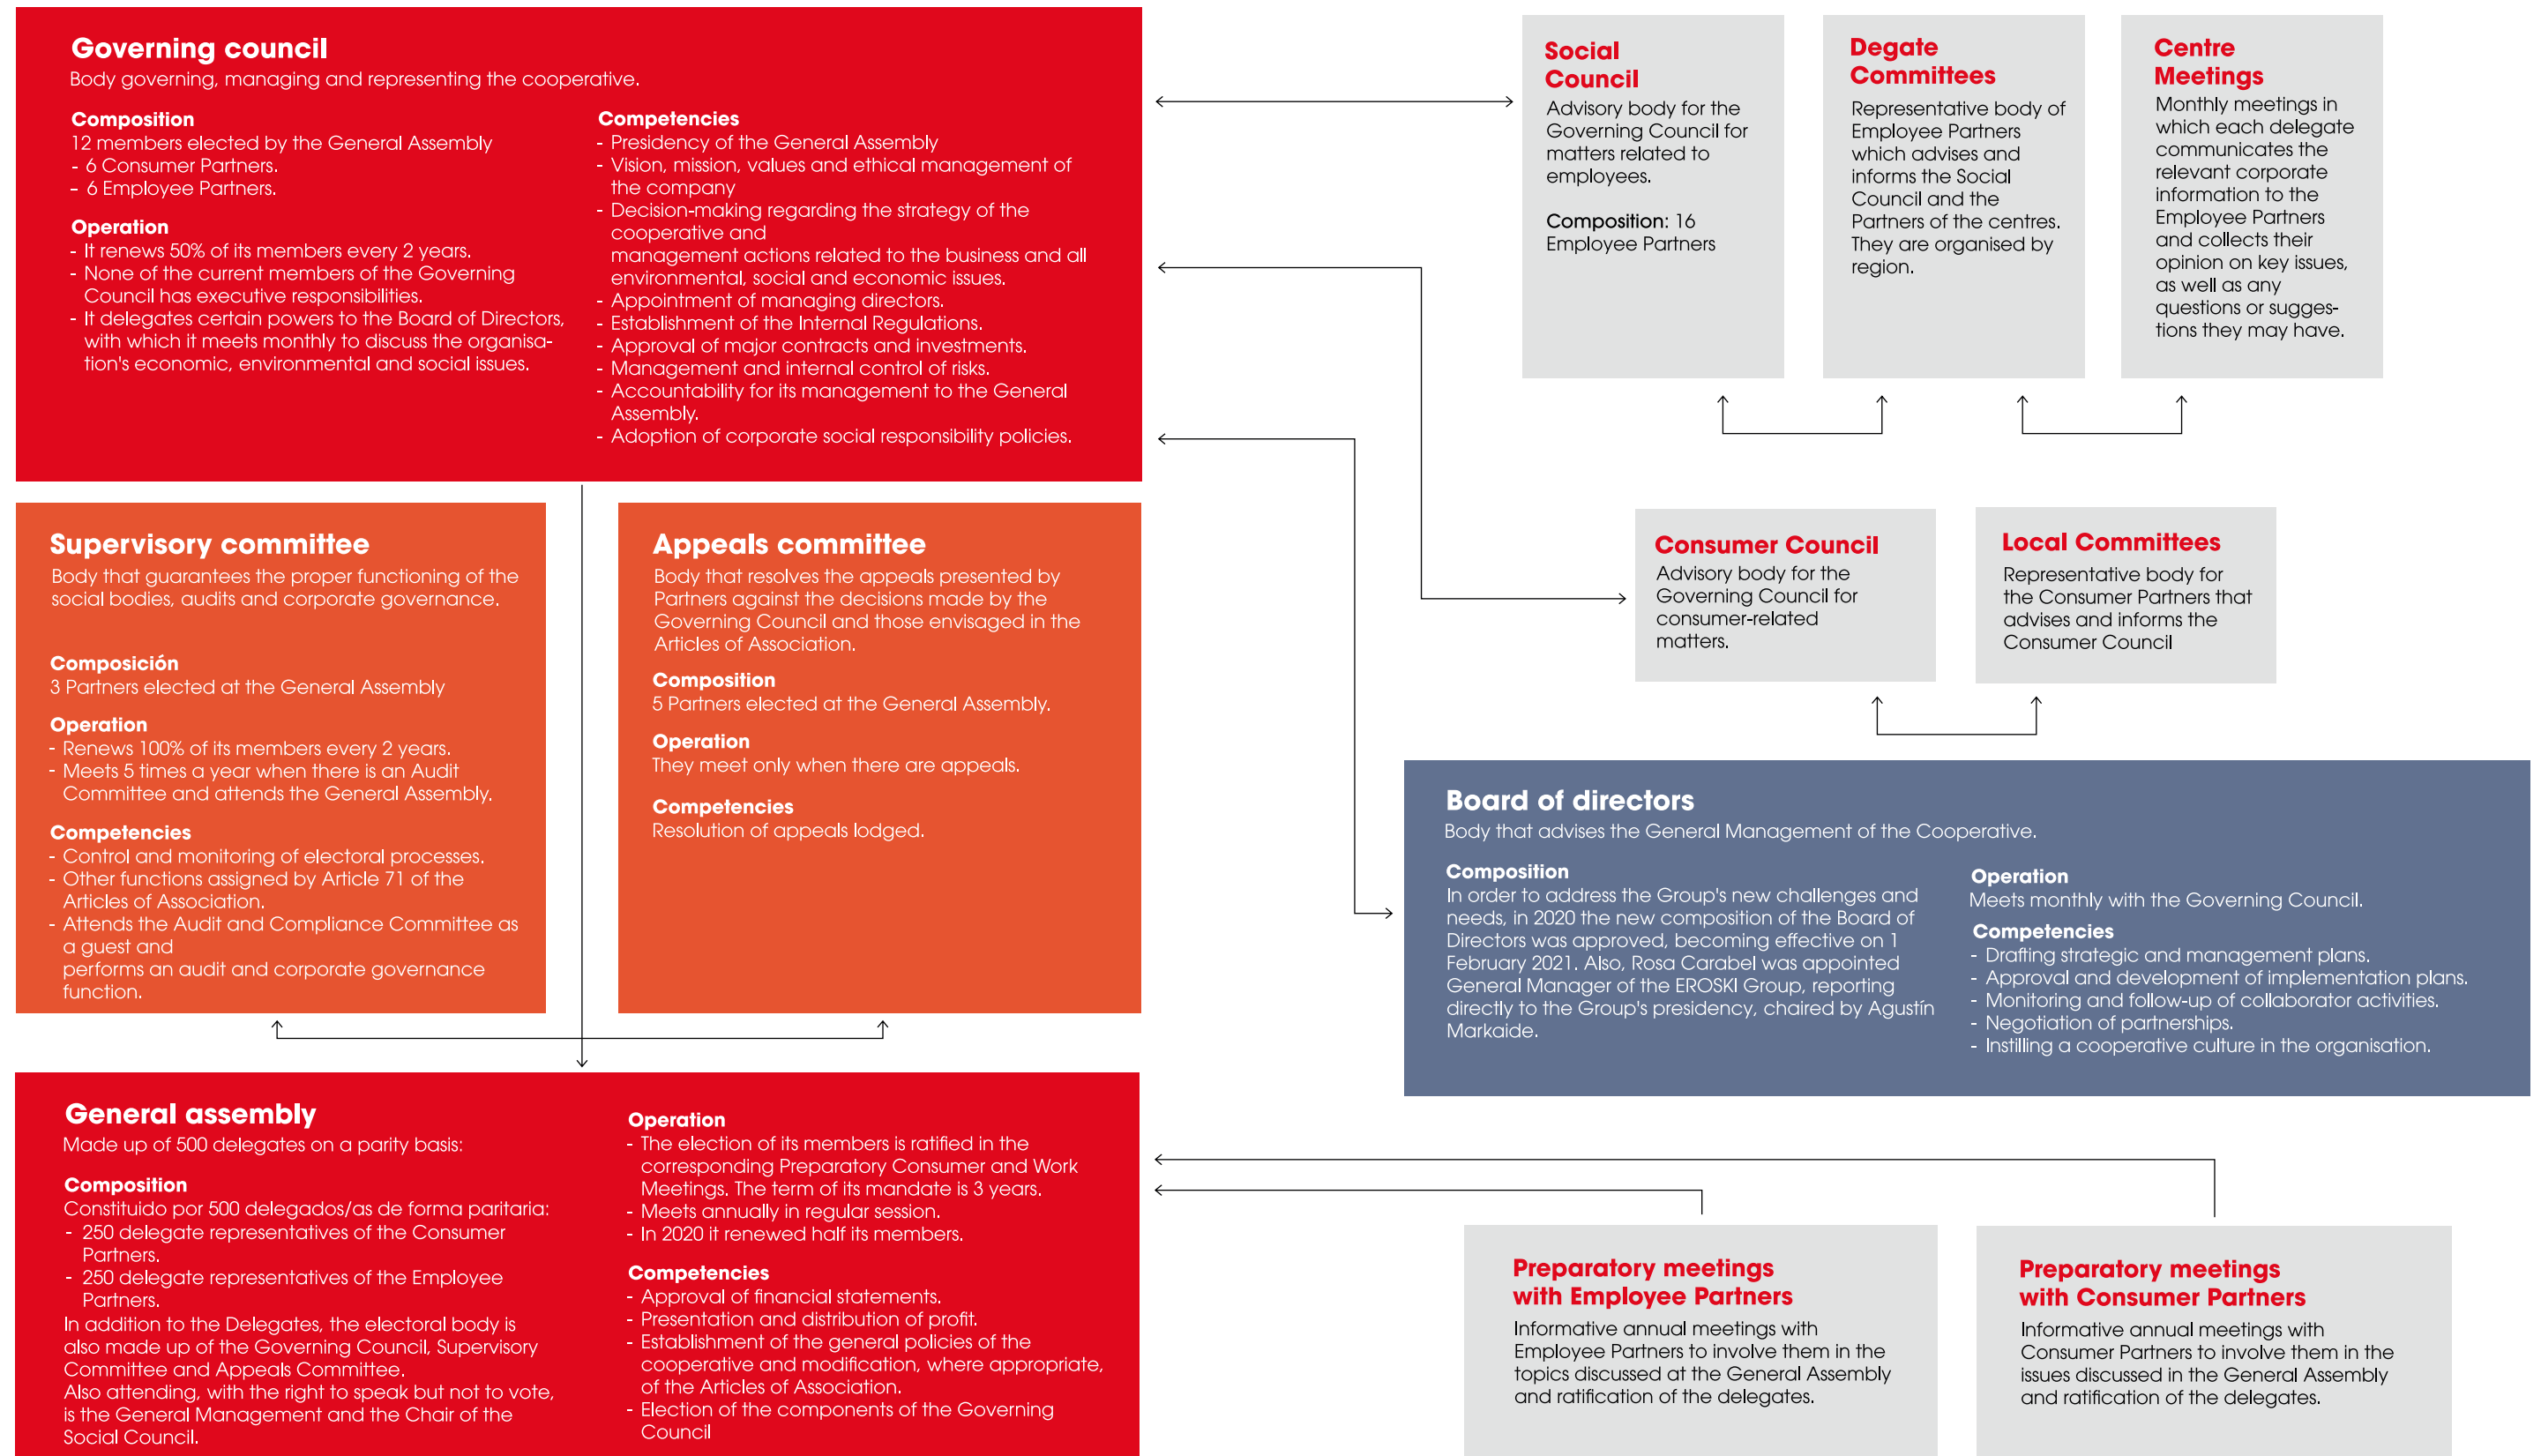 Governing council
Body governing, managing and representing the cooperative.
Composition
12 members elected by the General Assembly
- 6 Consumer Partners.
- 6 Employee Partners.
Operation
- It renews 50% of its members every 2 years.
- None of the current members of the Governing
Council has executive responsibilities.
- It delegates certain powers to the Board of Directors,
with which it meets monthly to discuss the organisa-
tion's economic, environmental and social issues.
Competencies
- Presidency of the General Assembly
- Vision, mission, values and ethical management of
the company
- Decision-making regarding the strategy of the
cooperative and
management actions related to the business and all
environmental, social and economic issues.
- Appointment of managing directors.
- Establishment of the Internal Regulations.
- Approval of major contracts and investments.
- Management and internal control of risks.
- Accountability for its management to the General
Assembly.
- Adoption of corporate social responsibility policies.
Social
Council
Advisory body for the
Governing Council for
matters related to
employees.
Composition: 16
Employee Partners
Degate
Committees
Representative body of
Employee Partners
which advises and
informs the Social
Council and the
Partners of the centres.
They are organised by
region.
Centre
Meetings
Monthly meetings in
which each delegate
communicates the
relevant corporate
information to the
Employee Partners
and collects their
opinion on key issues,
as well as any
questions or sugges-
tions they may have.
Supervisory committee
Body that guarantees the proper functioning of the
social bodies, audits and corporate governance.
Composición
3 Partners elected at the General Assembly
Operation
- Renews 100% of its members every 2 years.
- Meets 5 times a year when there is an Audit
Committee and attends the General Assembly.
Competencies
- Control and monitoring of electoral processes.
- Other functions assigned by Article 71 of the
Articles of Association.
- Attends the Audit and Compliance Committee as
a guest and
performs an audit and corporate governance
function.
Appeals committee
Body that resolves the appeals presented by
Partners against the decisions made by the
Governing Council and those envisaged in the
Articles of Association.
Composition
5 Partners elected at the General Assembly.
Operation
They meet only when there are appeals.
Competencies
Resolution of appeals lodged.
Consumer Council
Advisory body for the
Governing Council for
consumer-related
matters.
Local Committees
Representative body for
the Consumer Partners that
advises and informs the
Consumer Council
Board of directors
Body that advises the General Management of the Cooperative.
Composition
In order to address the Group's new challenges and
needs, in 2020 the new composition of the Board of
Directors was approved, becoming effective on 1
February 2021. Also, Rosa Carabel was appointed
General Manager of the EROSKI Group, reporting
directly to the Group's presidency, chaired by Agustín
Markaide.
Operation
Meets monthly with the Governing Council.
Competencies
- Drafting strategic and management plans.
- Approval and development of implementation plans.
- Monitoring and follow-up of collaborator activities.
- Negotiation of partnerships.
- Instilling a cooperative culture in the organisation.
General assembly
Made up of 500 delegates on a parity basis:
Composition
Constituido por 500 delegados/as de forma paritaria:
- 250 delegate representatives of the Consumer
Partners.
- 250 delegate representatives of the Employee
Partners.
In addition to the Delegates, the electoral body is
also made up of the Governing Council, Supervisory
Committee and Appeals Committee.
Also attending, with the right to speak but not to vote,
is the General Management and the Chair of the
Social Council.
Operation
- The election of its members is ratified in the
corresponding Preparatory Consumer and Work
Meetings. The term of its mandate is 3 years.
- Meets annually in regular session.
- In 2020 it renewed half its members.
Competencies
- Approval of financial statements.
- Presentation and distribution of profit.
- Establishment of the general policies of the
cooperative and modification, where appropriate,
of the Articles of Association.
- Election of the components of the Governing
Council
Preparatory meetings
with Employee Partners
Informative annual meetings with
Employee Partners to involve them in the
topics discussed at the General Assembly
and ratification of the delegates.
Preparatory meetings
with Consumer Partners
Informative annual meetings with
Consumer Partners to involve them in the
issues discussed in the General Assembly
and ratification of the delegates.